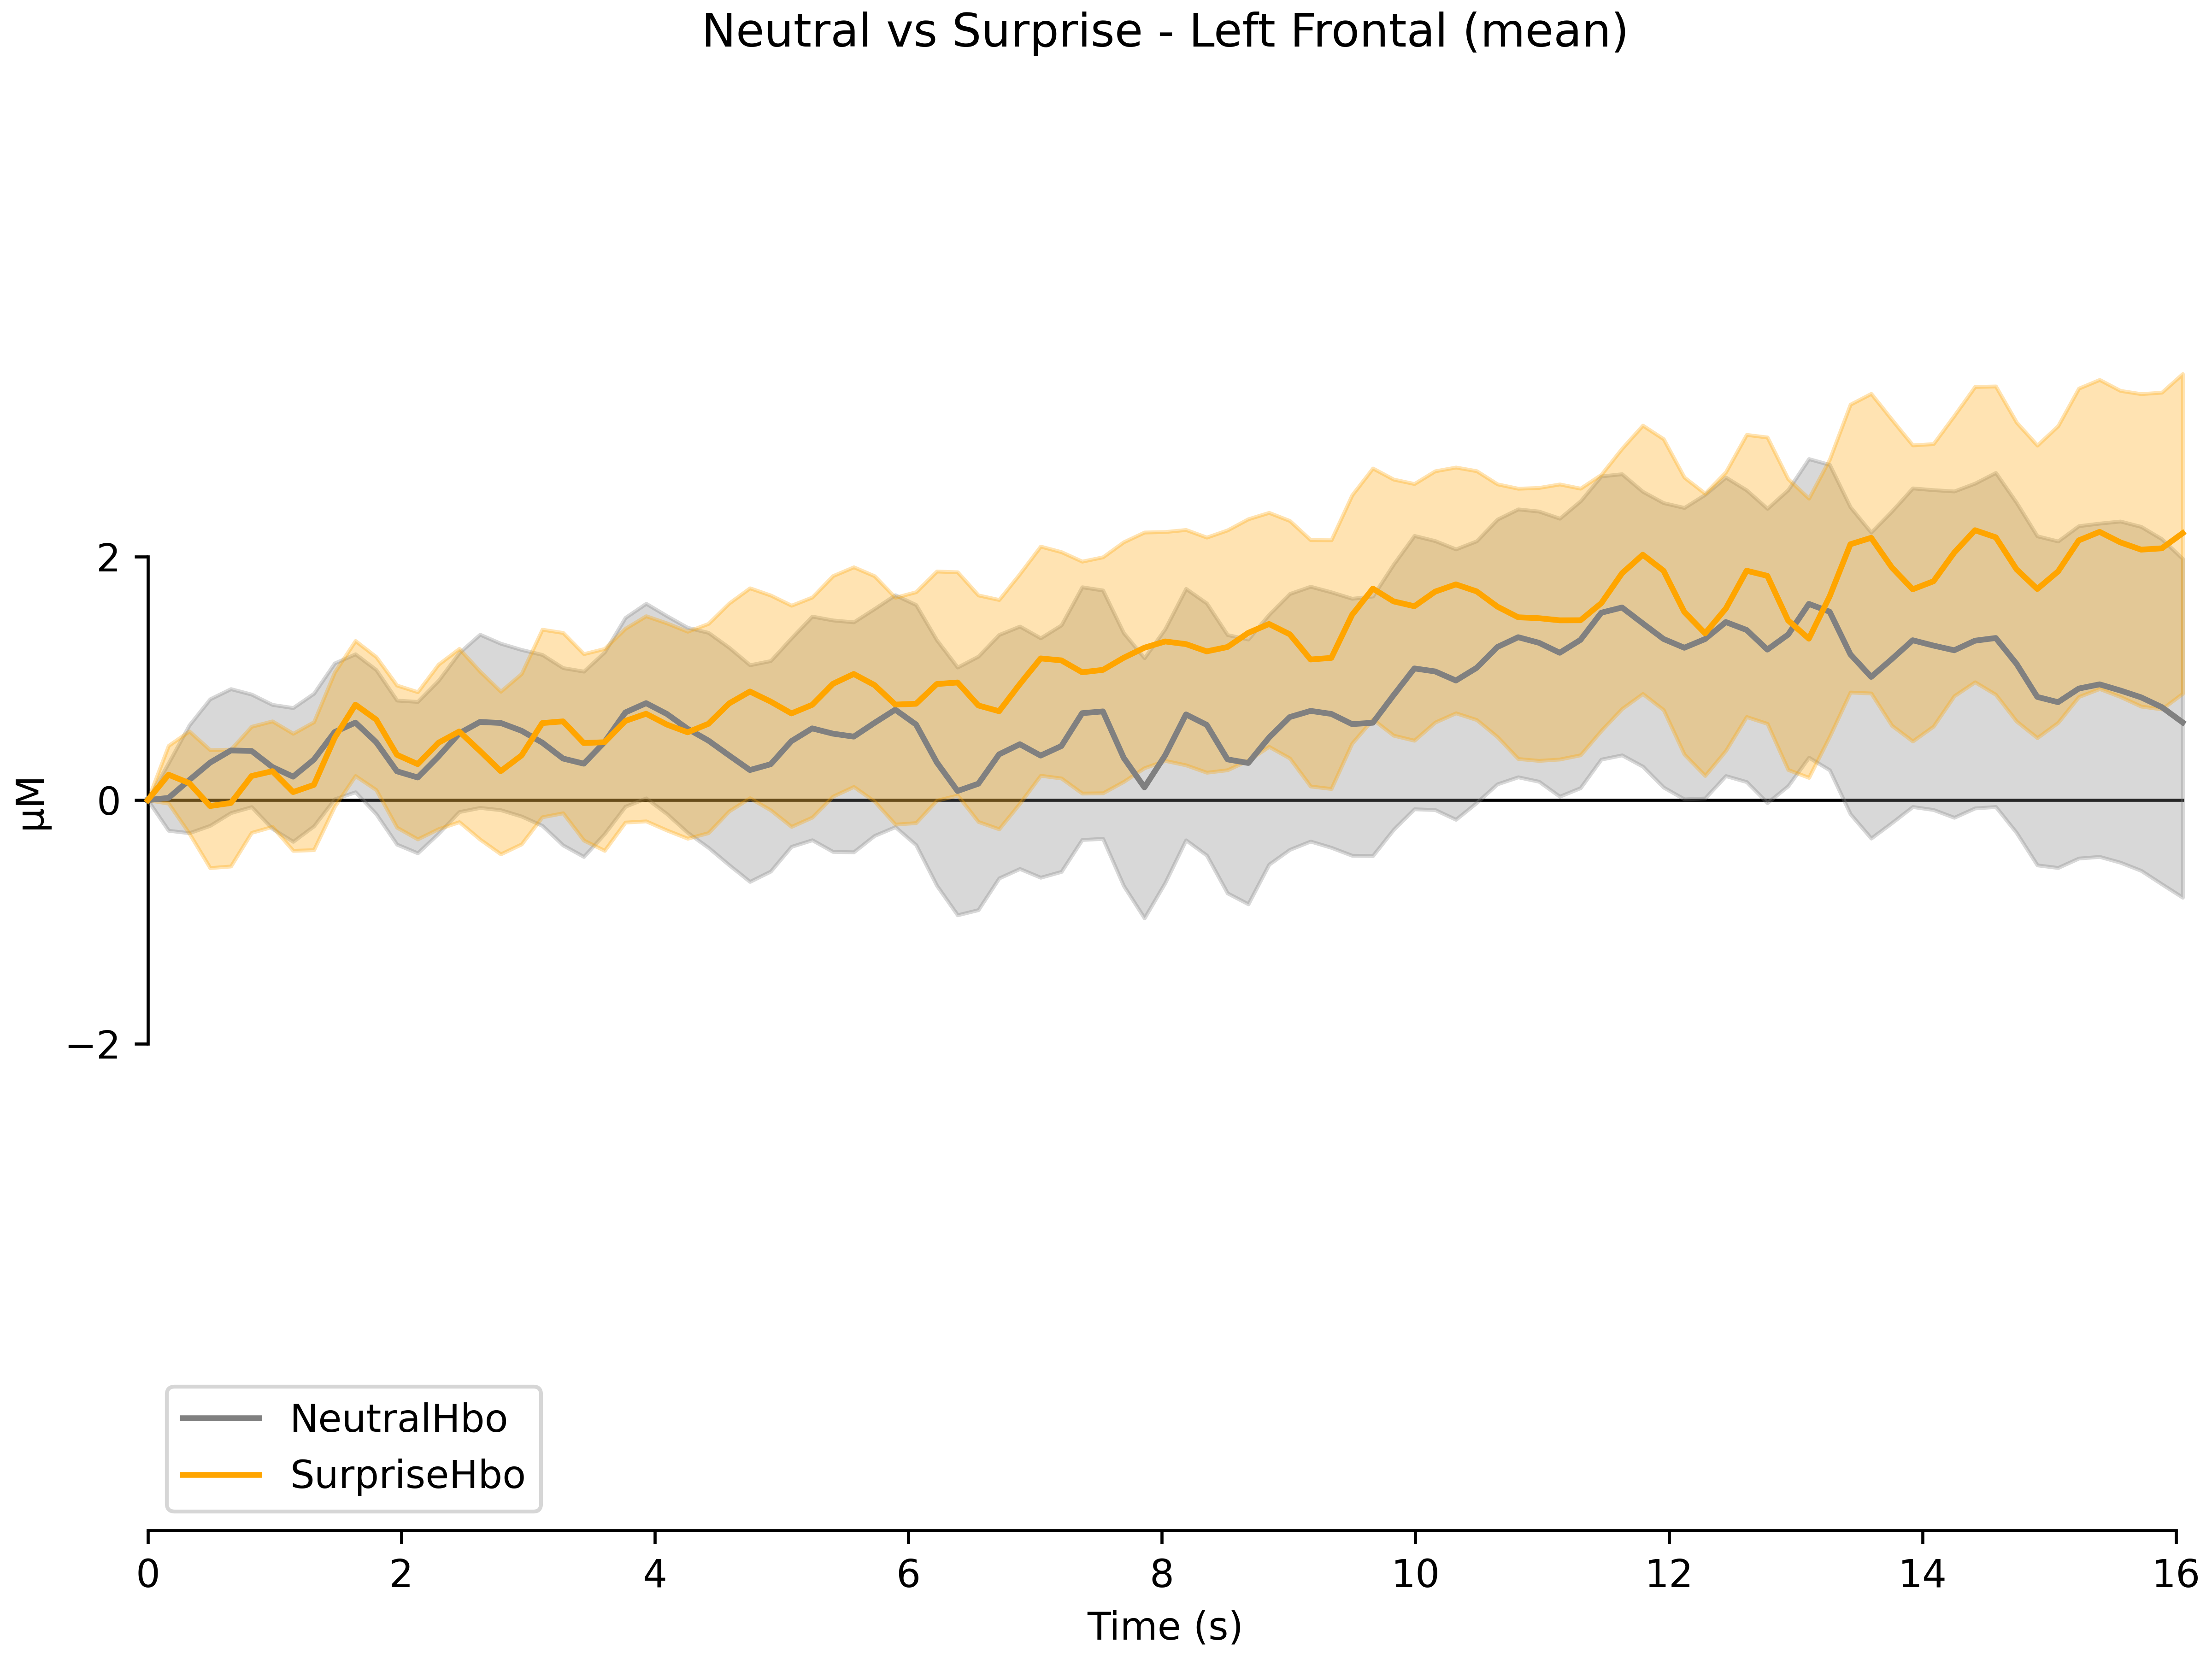 Neutral vs Surprise - Left Frontal (mean)
µM
2
0
−2
NeutralHbo
SurpriseHbo
0 2 4 6 8 10 12 14 16
Time (s)